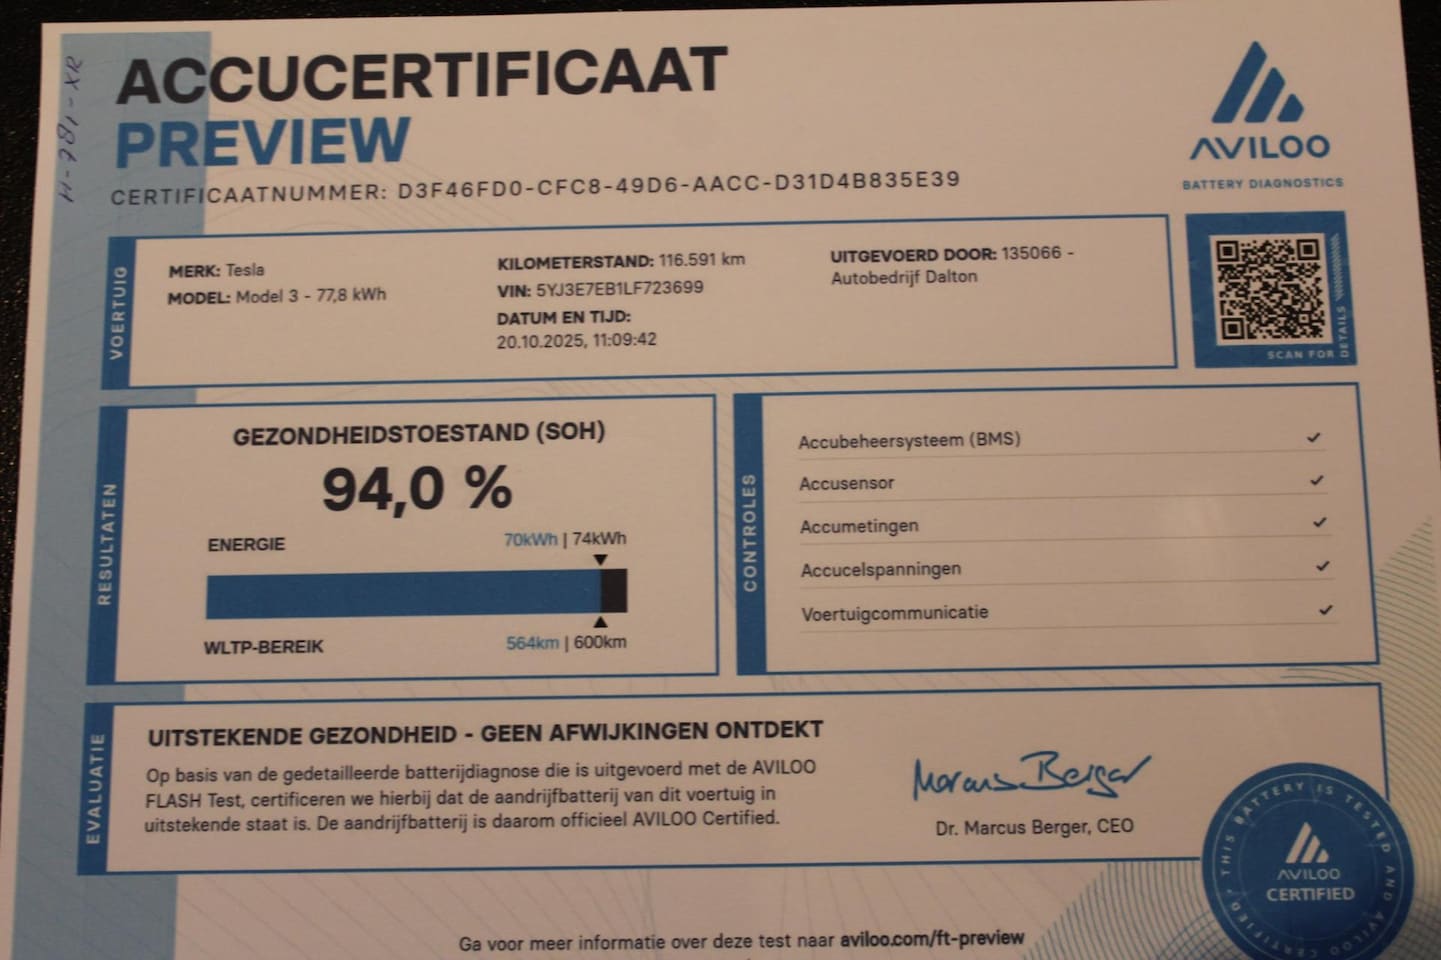 ACCUCERTIFICAAT
PREVIEW
CERTIFICAATNUMMER: D3F46FD0-CFC8-49D6-AACC-D31D4B835E39
H-781-XR
AVILOO
BATTERY DIAGNOSTICS
VOERTUIG
MERK: Tesla
MODEL: Model 3 - 77,8 kWh
KILOMETERSTAND: 116.591 km
VIN: 5YJ3E7EB1LF723699
DATUM EN TIJD:
20.10.2025, 11:09:42
UITGEVOERD DOOR: 135066 -
Autobedrijf Dalton
SCAN FOR
DETAILS
RESULTATEN
GEZONDHEIDSTOESTAND (SOH)
94,0 %
ENERGIE 70kWh | 74kWh
WLTP-BEREIK 564km | 600km
CONTROLES
Accubeheersysteem (BMS)
Accusensor
Accumetingen
Accucelspanningen
Voertuigcommunicatie
EVALUATIE
UITSTEKENDE GEZONDHEID - GEEN AFWIJKINGEN ONTDEKT
Op basis van de gedetailleerde batterijdiagnose die is uitgevoerd met de AVILOO
FLASH Test, certificeren we hierbij dat de aandrijfbatterij van dit voertuig in
uitstekende staat is. De aandrijfbatterij is daarom officieel AVILOO Certified.
Marcus Berger
Dr. Marcus Berger, CEO
THIS BATTERY IS TESTED AND AVILOO CERTIFIED
AVILOO
CERTIFIED
Ga voor meer informatie over deze test naar aviloo.com/ft-preview